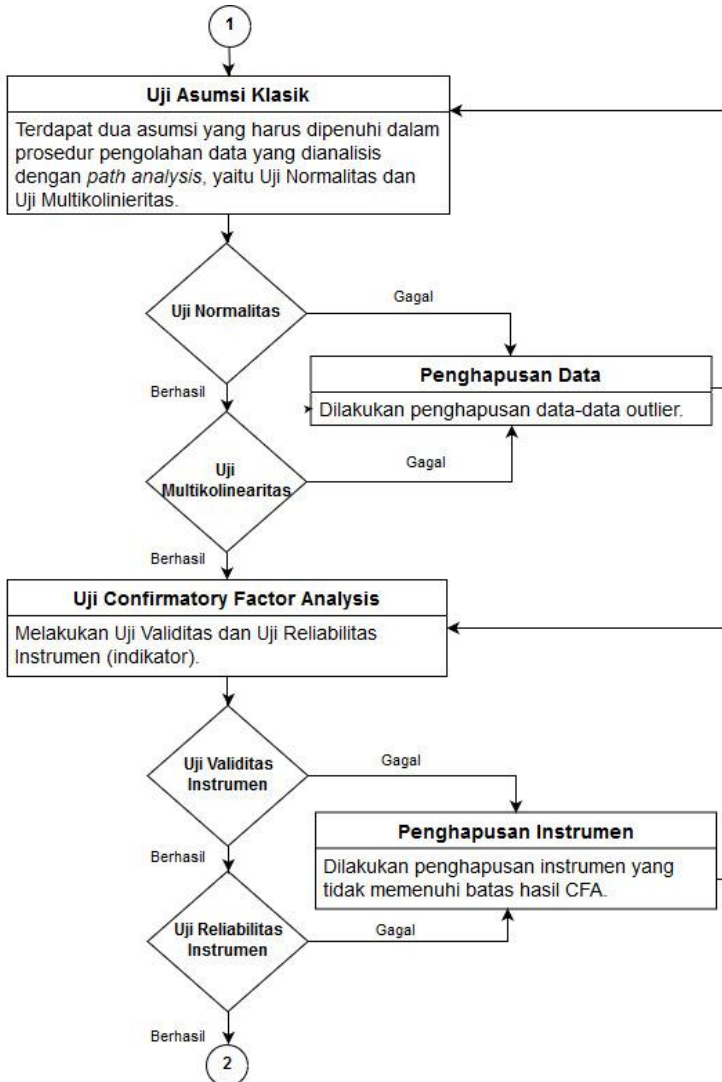 1
Uji Asumsi Klasik
Terdapat dua asumsi yang harus dipenuhi dalam
prosedur pengolahan data yang dianalisis
dengan path analysis, yaitu Uji Normalitas dan
Uji Multikolinieritas.
Uji Normalitas
Gagal
Berhasil
Penghapusan Data
Dilakukan penghapusan data-data outlier.
Uji
Multikolinearitas
Gagal
Berhasil
Uji Confirmatory Factor Analysis
Melakukan Uji Validitas dan Uji Reliabilitas
Instrumen (indikator).
Uji Validitas
Instrumen
Gagal
Berhasil
Penghapusan Instrumen
Dilakukan penghapusan instrumen yang
tidak memenuhi batas hasil CFA.
Uji Reliabilitas
Instrumen
Gagal
Berhasil
2